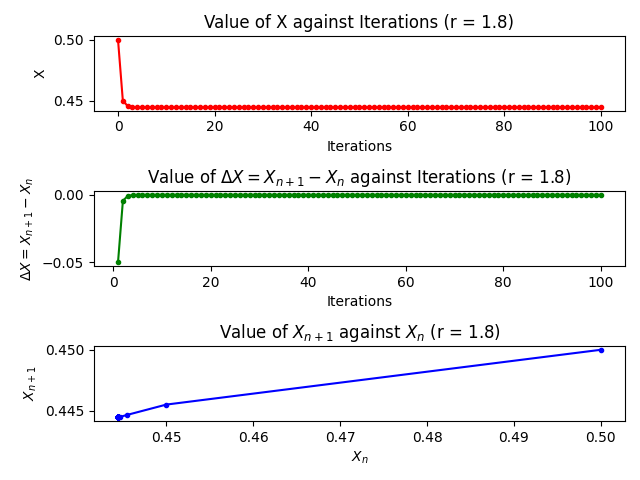 Value of X against Iterations (r = 1.8)
0.50
0.45
X
0 20 40 60 80 100
Iterations
Value of ΔX = Xₙ₊₁ − Xₙ against Iterations (r = 1.8)
0.00
−0.05
ΔX = Xₙ₊₁ − Xₙ
0 20 40 60 80 100
Iterations
Value of Xₙ₊₁ against Xₙ (r = 1.8)
0.450
0.445
Xₙ₊₁
0.45 0.46 0.47 0.48 0.49 0.50
Xₙ